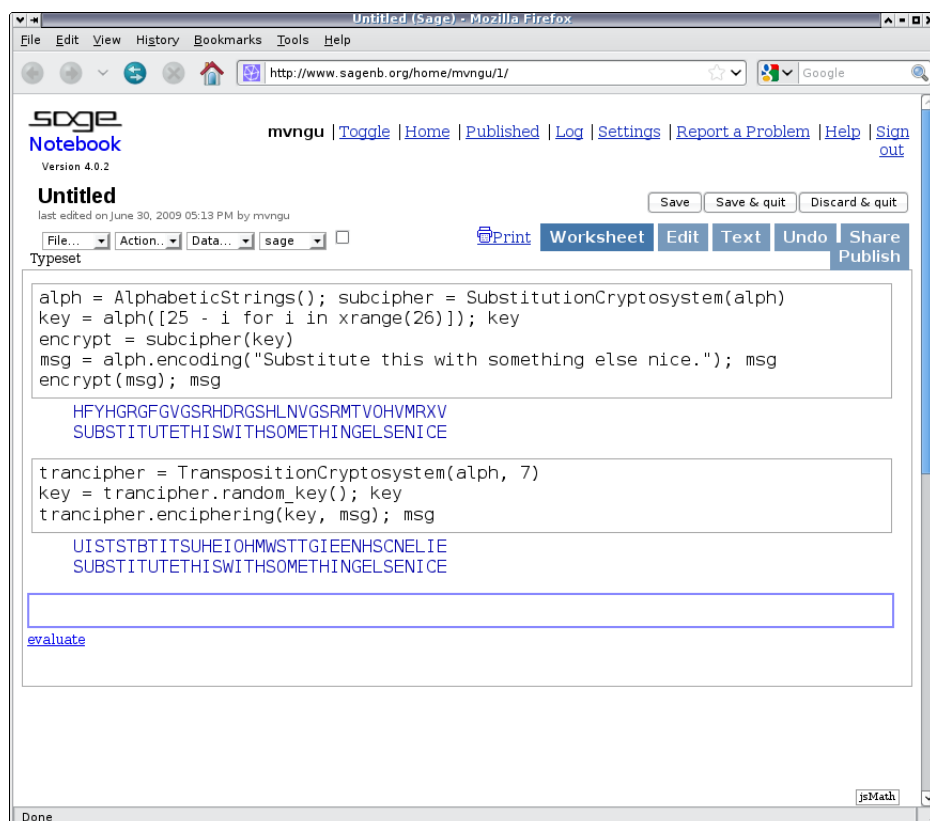 Untitled (Sage) - Mozilla Firefox
File Edit View History Bookmarks Tools Help
http://www.sagenb.org/home/mvngu/1/ Google
sage
Notebook
Version 4.0.2
mvngu | Toggle | Home | Published | Log | Settings | Report a Problem | Help | Sign
out
Untitled
last edited on June 30, 2009 05:13 PM by mvngu
Save Save & quit Discard & quit
File... Action.. Data... sage
Typeset
Print Worksheet Edit Text Undo Share
Publish
alph = AlphabeticStrings(); subcipher = SubstitutionCryptosystem(alph)
key = alph([25 - i for i in xrange(26)]); key
encrypt = subcipher(key)
msg = alph.encoding("Substitute this with something else nice."); msg
encrypt(msg); msg
HFYHGRGFGVGSRHDRGSHLNVGSRMTVOHVMRXV
SUBSTITUTETHISWITHSOMETHINGELSENICE
trancipher = TranspositionCryptosystem(alph, 7)
key = trancipher.random_key(); key
trancipher.enciphering(key, msg); msg
UISTSTBTITSUHEIOHMWSTTGIEENHSCNELIE
SUBSTITUTETHISWITHSOMETHINGELSENICE
evaluate
jsMath
Done